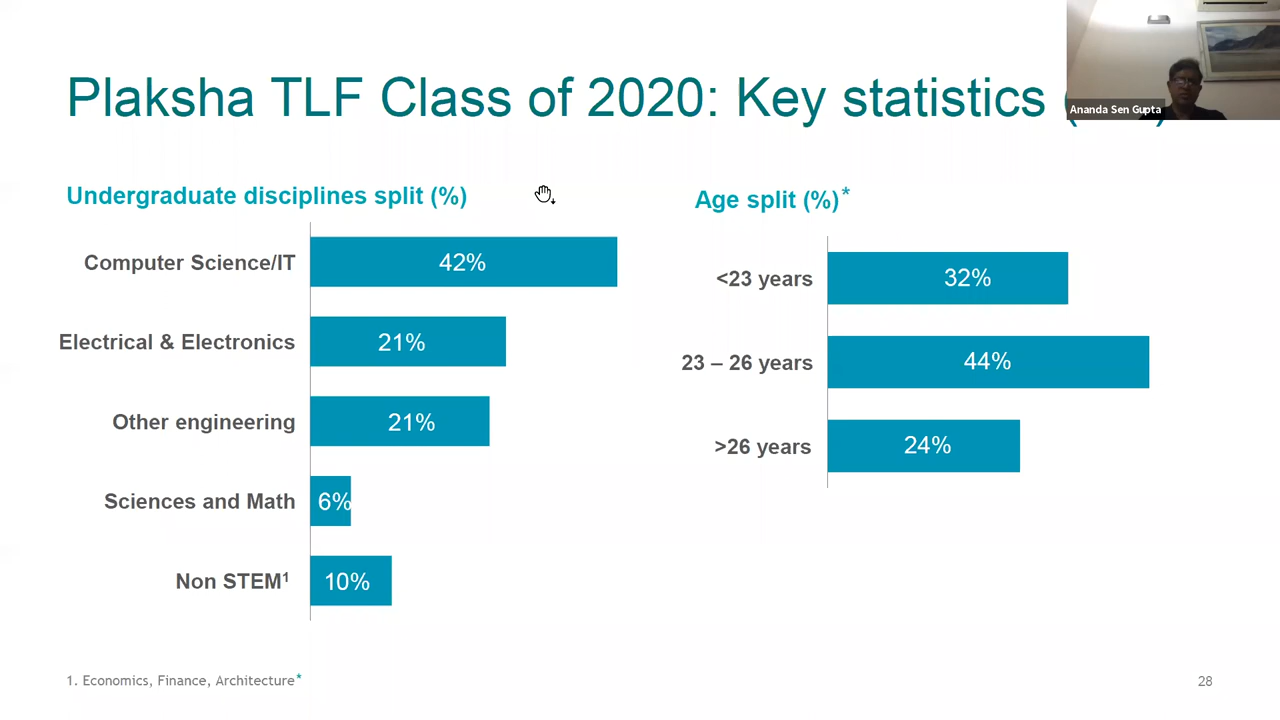 Plaksha TLF Class of 2020: Key statistics (
Ananda Sen Gupta
Undergraduate disciplines split (%)
Computer Science/IT 42%
Electrical & Electronics 21%
Other engineering 21%
Sciences and Math 6%
Non STEM¹ 10%
Age split (%)*
<23 years 32%
23 – 26 years 44%
>26 years 24%
1. Economics, Finance, Architecture*
28